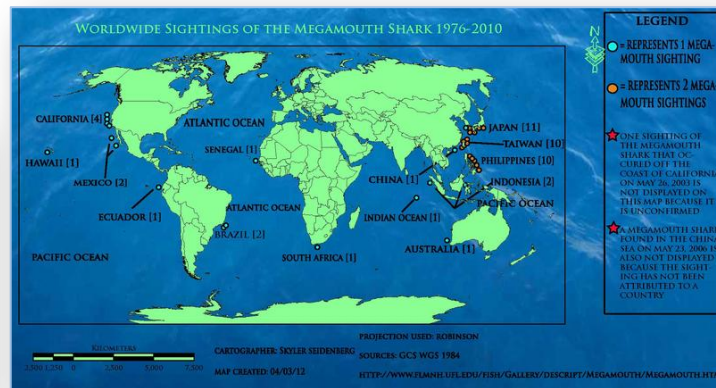 WORLDWIDE SIGHTINGS OF THE MEGAMOUTH SHARK 1976-2010
LEGEND
N
= REPRESENTS 1 MEGA-
MOUTH SIGHTING
= REPRESENTS 2 MEGA
MOUTH SIGHTINGS
ONE SIGHTING OF
THE MEGAMOUTH
SHARK THAT OC-
CURED OFF THE
COAST OF CALIFORNIA
ON MAY 26, 2003 IS
NOT DISPLAYED ON
THIS MAP BECAUSE IT
IS UNCONFIRMED
A MEGAMOUTH SHARK
FOUND IN THE CHINA
SEA ON MAY 23, 2006 IS
ALSO NOT DISPLAYED
BECAUSE THE SIGHT-
ING HAS NOT BEEN
ATTRIBUTED TO A
COUNTRY
CALIFORNIA [4]
ATLANTIC OCEAN
JAPAN [11]
HAWAII [1]
SENEGAL [1]
TAIWAN [10]
MEXICO [2]
CHINA [1]
PHILIPPINES [10]
ECUADOR [1]
ATLANTIC OCEAN
INDONESIA [2]
PACIFIC OCEAN
BRAZIL [2]
INDIAN OCEAN [1]
PACIFIC OCEAN
SOUTH AFRICA [1]
AUSTRALIA [1]
KILOMETERS
2,500 1,250 0 2,500 5,000 7,500
CARTOGRAPHER: SKYLER SEIDENBERG
MAP CREATED: 04/03/12
PROJECTION USED: ROBINSON
SOURCES: GCS WGS 1984
HTTP://WWW.FLMNH.UFL.EDU/FISH/GALLERY/DESCRIPT/MEGAMOUTH/MEGAMOUTH.HT